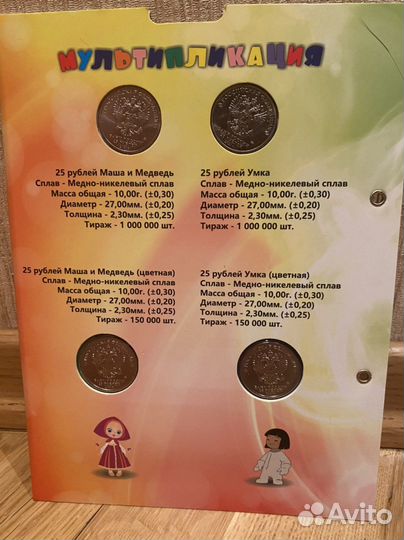 МУЛЬТИПЛИКАЦИЯ
25 рублей Маша и Медведь
Сплав - Медно-никелевый сплав
Масса общая - 10,00г. (±0,30)
Диаметр - 27,00мм. (±0,20)
Толщина - 2,30мм. (±0,25)
Тираж - 1 000 000 шт.
25 рублей Умка
Сплав - Медно-никелевый сплав
Масса общая - 10,00г. (±0,30)
Диаметр - 27,00мм. (±0,20)
Толщина - 2,30мм. (±0,25)
Тираж - 1 000 000 шт.
25 рублей Маша и Медведь (цветная)
Сплав - Медно-никелевый сплав
Масса общая - 10,00г. (±0,30)
Диаметр - 27,00мм. (±0,20)
Толщина - 2,30мм. (±0,25)
Тираж - 150 000 шт.
25 рублей Умка (цветная)
Сплав - Медно-никелевый сплав
Масса общая - 10,00г. (±0,30)
Диаметр - 27,00мм. (±0,20)
Толщина - 2,30мм. (±0,25)
Тираж - 150 000 шт.
Avito